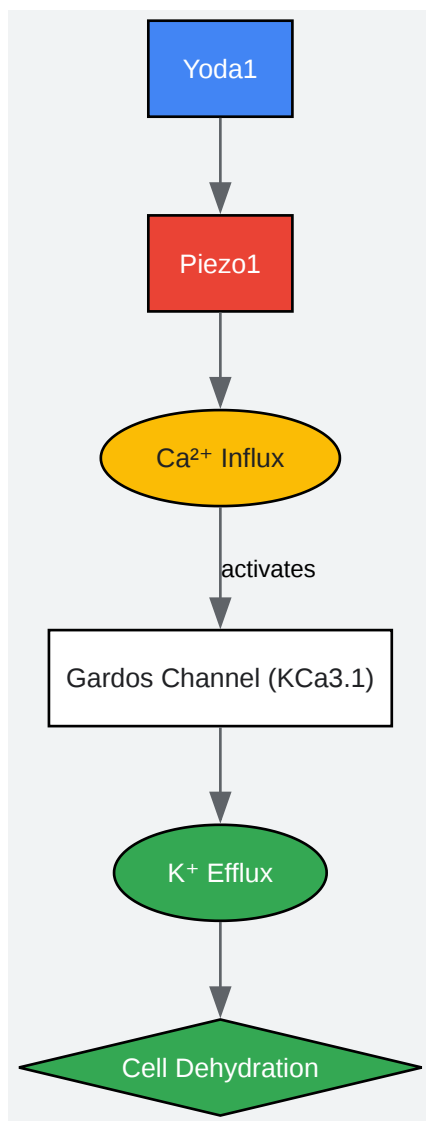 Yoda1
Piezo1
Ca²⁺ Influx
activates
Gardos Channel (KCa3.1)
K⁺ Efflux
Cell Dehydration